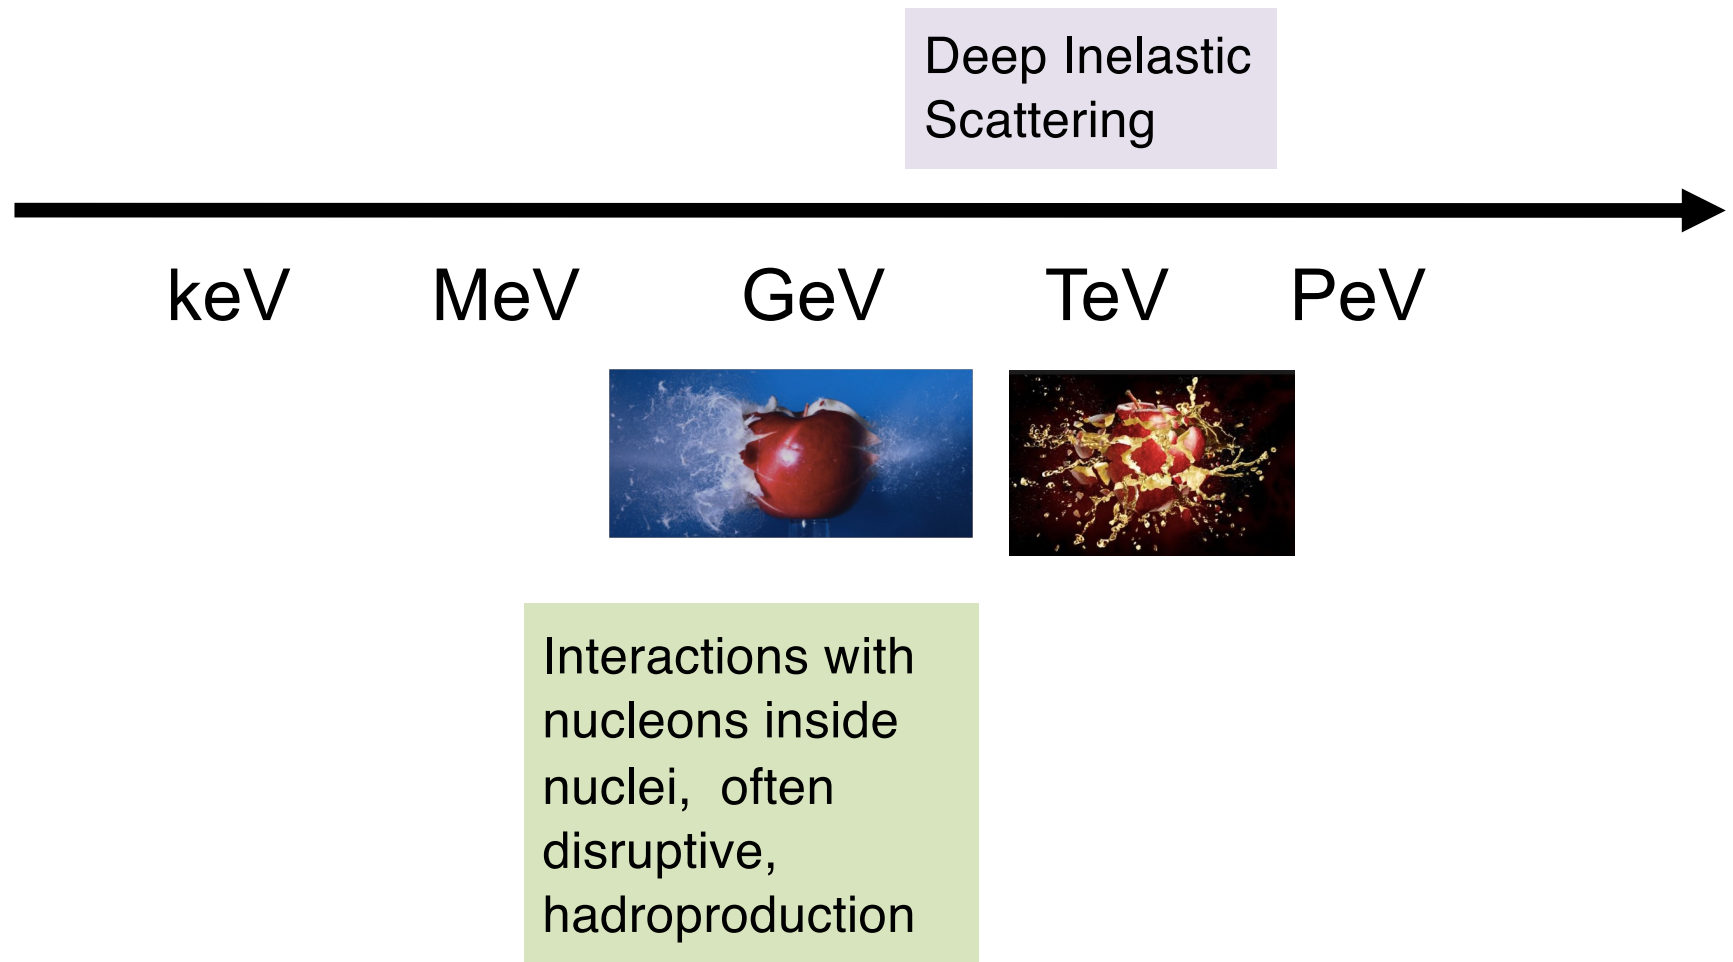 Deep Inelastic
Scattering
keV MeV GeV TeV PeV
Interactions with
nucleons inside
nuclei, often
disruptive,
hadroproduction